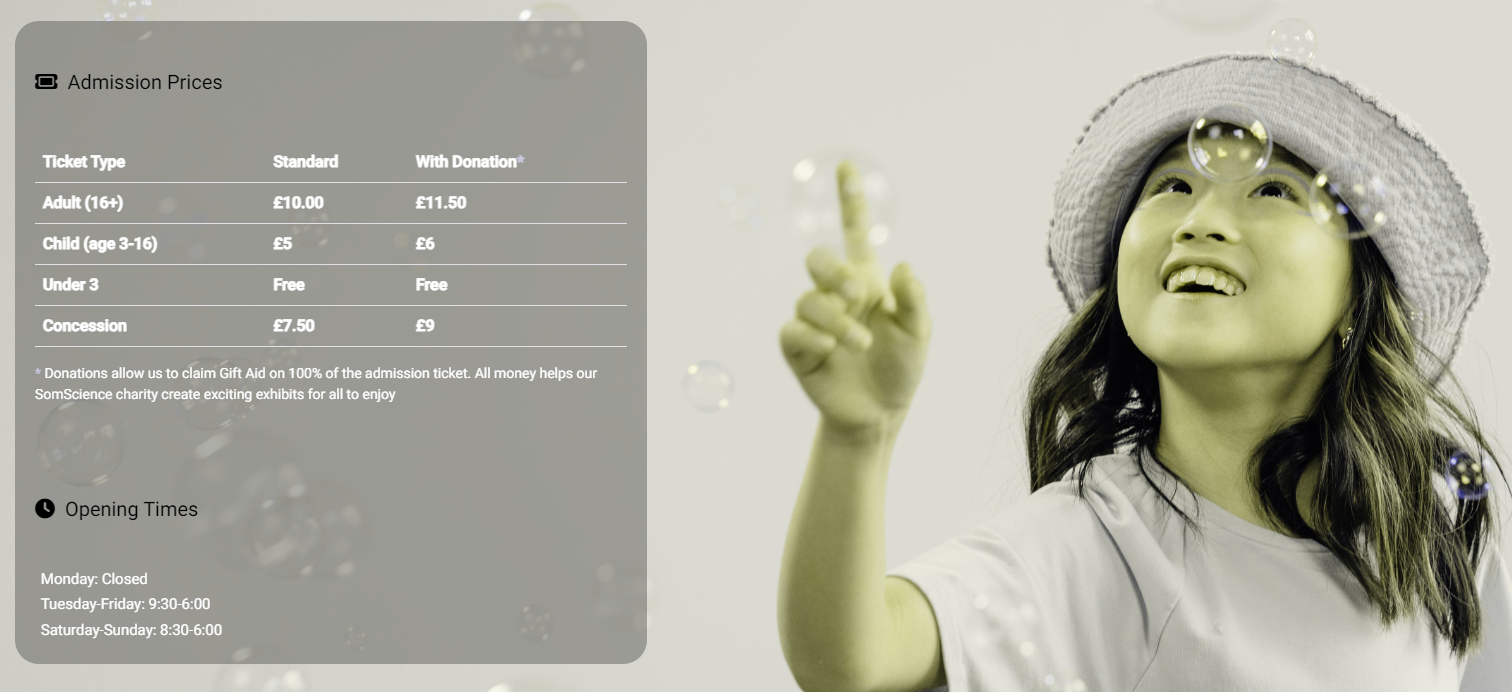 Admission Prices
Ticket Type Standard With Donation*
Adult (16+) £10.00 £11.50
Child (age 3-16) £5 £6
Under 3 Free Free
Concession £7.50 £9
* Donations allow us to claim Gift Aid on 100% of the admission ticket. All money helps our
SomScience charity create exciting exhibits for all to enjoy
Opening Times
Monday: Closed
Tuesday-Friday: 9:30-6:00
Saturday-Sunday: 8:30-6:00